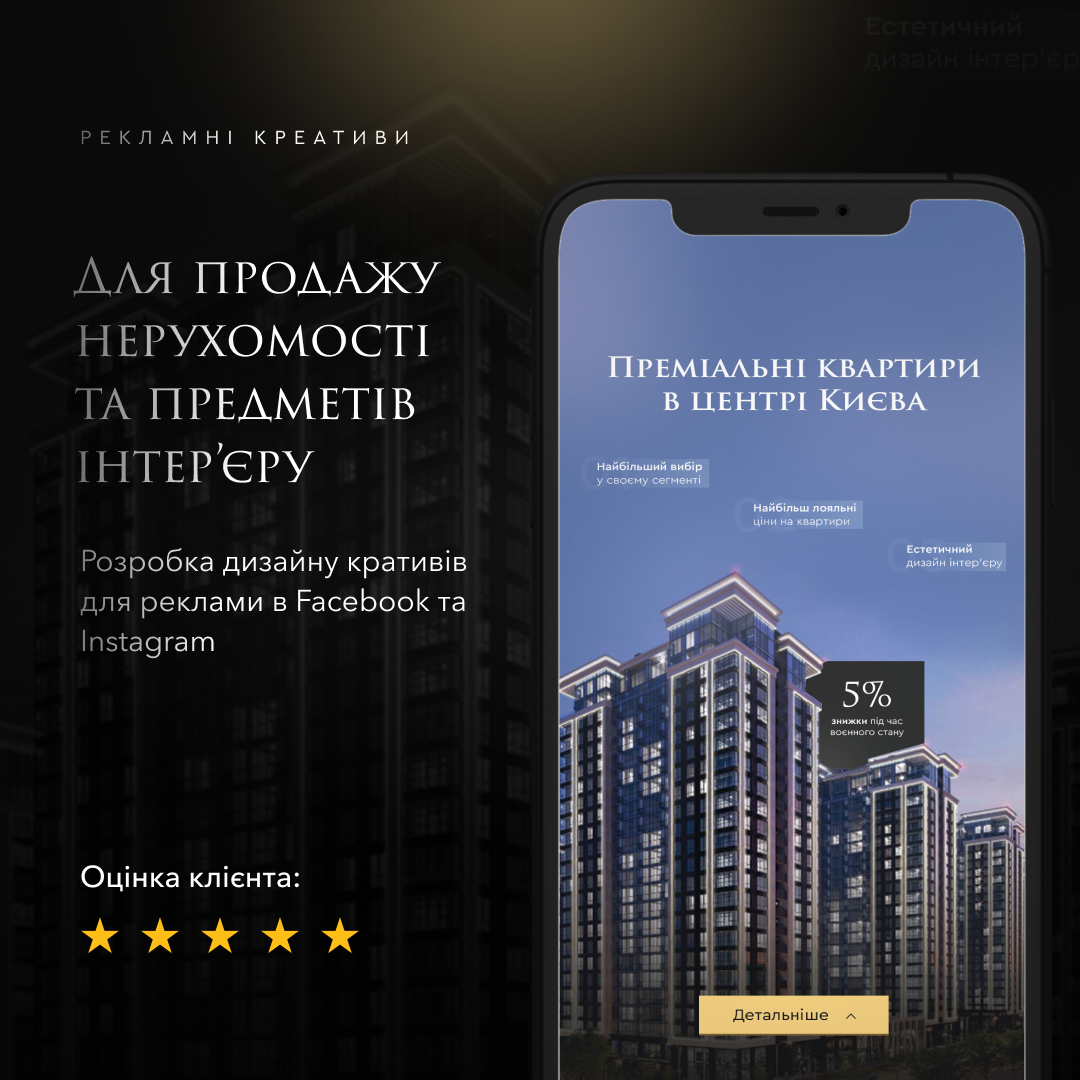 Естетичний
дизайн інтер'єр
РЕКЛАМНІ КРЕАТИВИ
Для продажу
нерухомості
та предметів
інтер’єру
Розробка дизайну кративів
для реклами в Facebook та
Instagram
Оцінка клієнта:
Преміальні квартири
в центрі Києва
Найбільший вибір
у своєму сегменті
Найбільш лояльні
ціни на квартири
Естетичний
дизайн інтер'єру
5%
знижки під час
воєнного стану
Детальніше